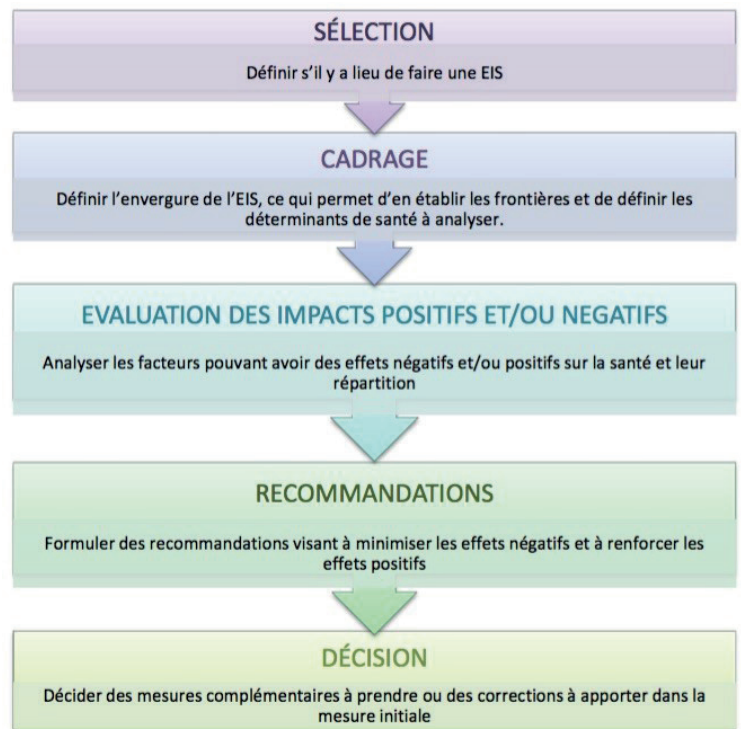 SÉLECTION
Définir s'il y a lieu de faire une EIS
CADRAGE
Définir l'envergure de l'EIS, ce qui permet d'en établir les frontières et de définir les
déterminants de santé à analyser.
EVALUATION DES IMPACTS POSITIFS ET/OU NEGATIFS
Analyser les facteurs pouvant avoir des effets négatifs et/ou positifs sur la santé et leur
répartition
RECOMMANDATIONS
Formuler des recommandations visant à minimiser les effets négatifs et à renforcer les
effets positifs
DÉCISION
Décider des mesures complémentaires à prendre ou des corrections à apporter dans la
mesure initiale